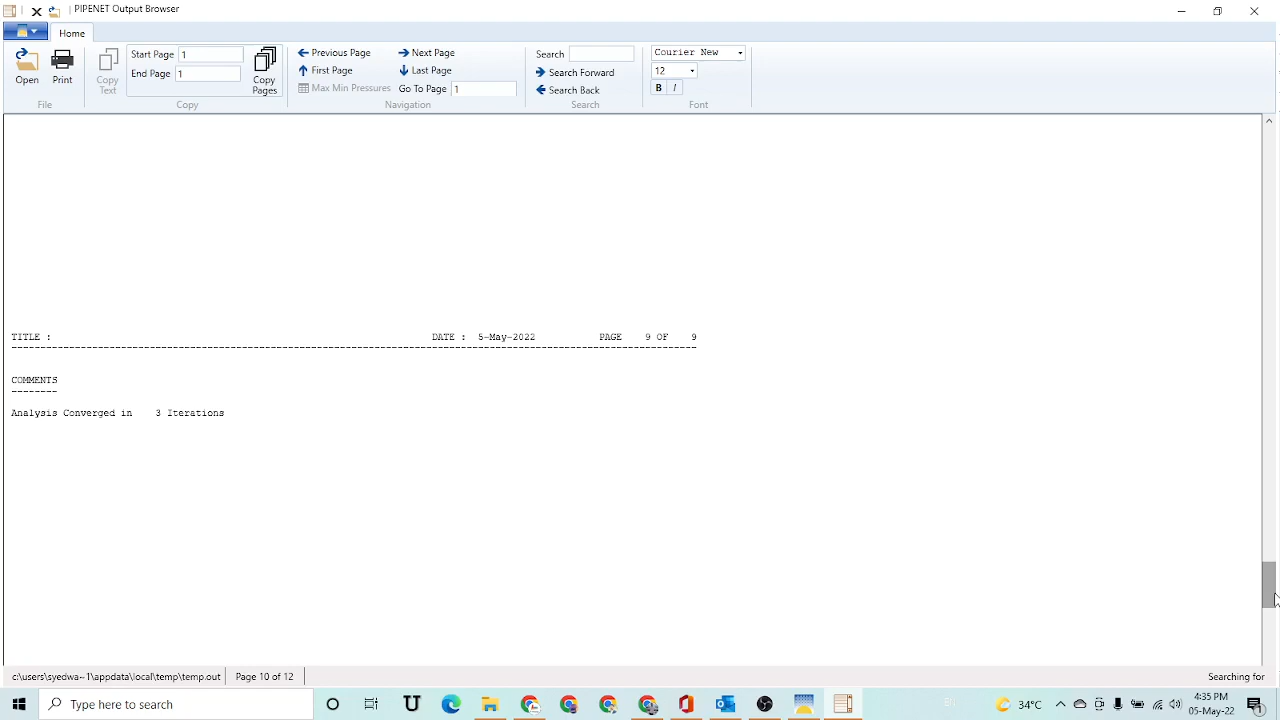 PIPENET Output Browser
Home
Open
Print
File
Copy Text
Start Page 1
End Page 1
Copy Pages
Copy
Previous Page
Next Page
First Page
Last Page
Max Min Pressures
Go To Page 1
Navigation
Search
Search Forward
Search Back
Search
Courier New
12
B I
Font
TITLE : DATE : 5-May-2022 PAGE 9 OF 9
COMMENTS
Analysis Converged in 3 Iterations
c:\users\syedwa~1\appdata\local\temp\temp.out Page 10 of 12 Searching for
Type here to search
34°C
4:35 PM
05-May-22